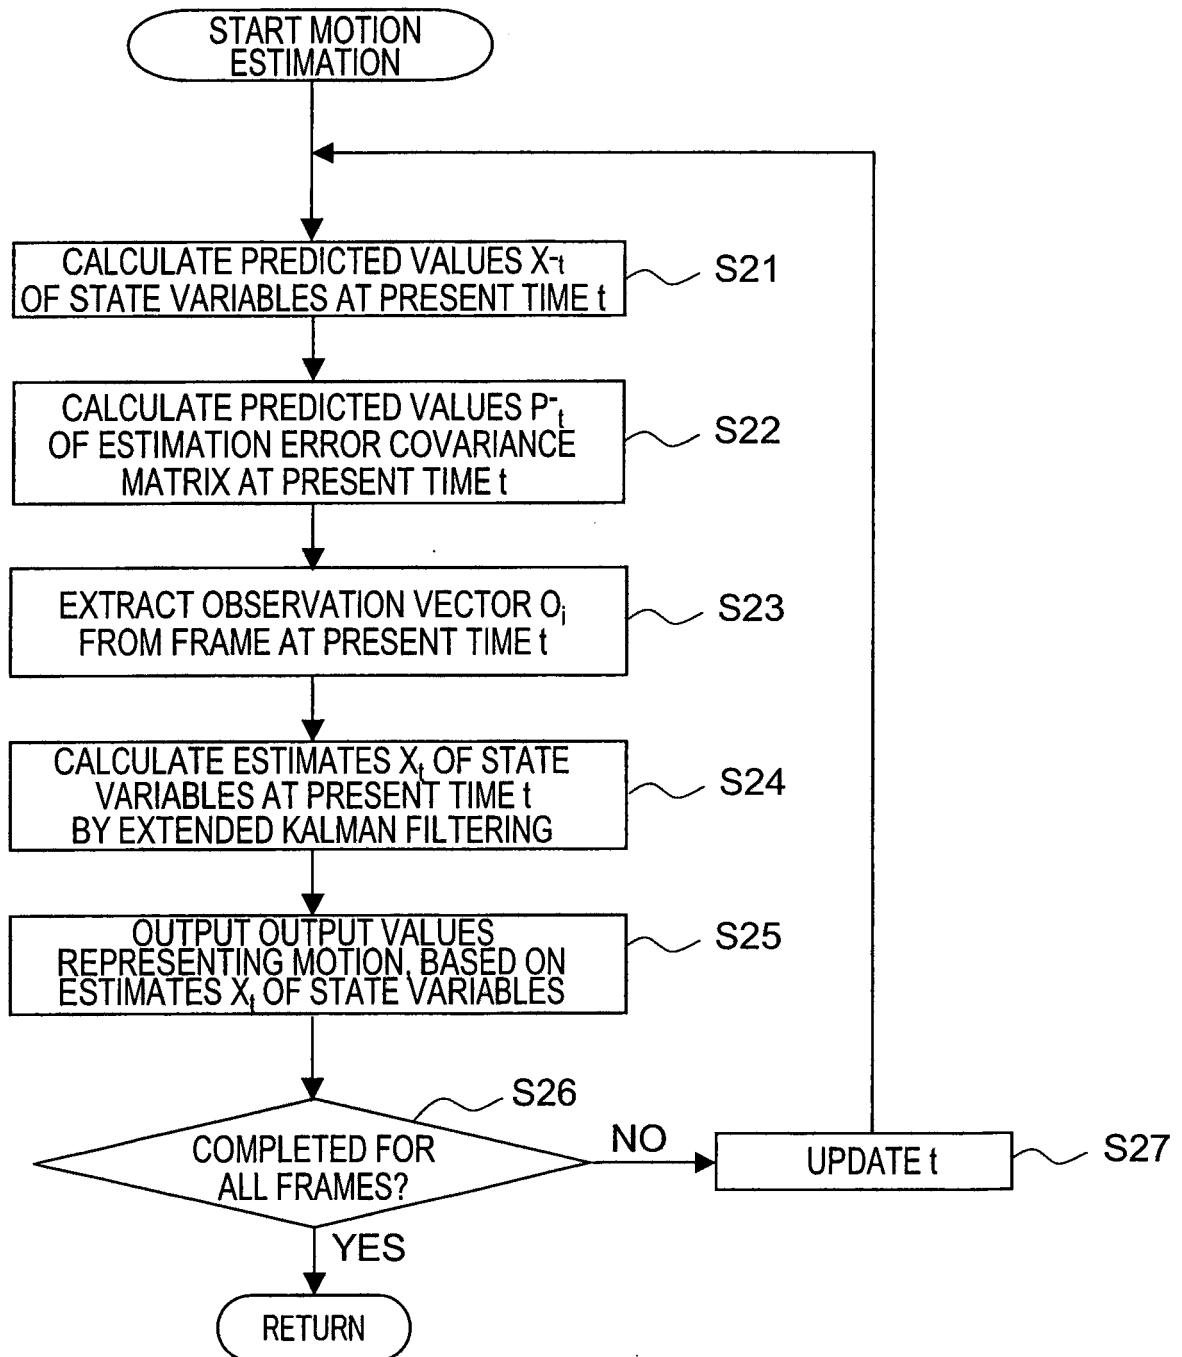 START MOTION
ESTIMATION
CALCULATE PREDICTED VALUES X⁻t
OF STATE VARIABLES AT PRESENT TIME t
S21
CALCULATE PREDICTED VALUES P⁻t
OF ESTIMATION ERROR COVARIANCE
MATRIX AT PRESENT TIME t
S22
EXTRACT OBSERVATION VECTOR Oi
FROM FRAME AT PRESENT TIME t
S23
CALCULATE ESTIMATES Xt OF STATE
VARIABLES AT PRESENT TIME t
BY EXTENDED KALMAN FILTERING
S24
OUTPUT OUTPUT VALUES
REPRESENTING MOTION, BASED ON
ESTIMATES Xt OF STATE VARIABLES
S25
S26
COMPLETED FOR
ALL FRAMES?
NO
UPDATE t
S27
YES
RETURN